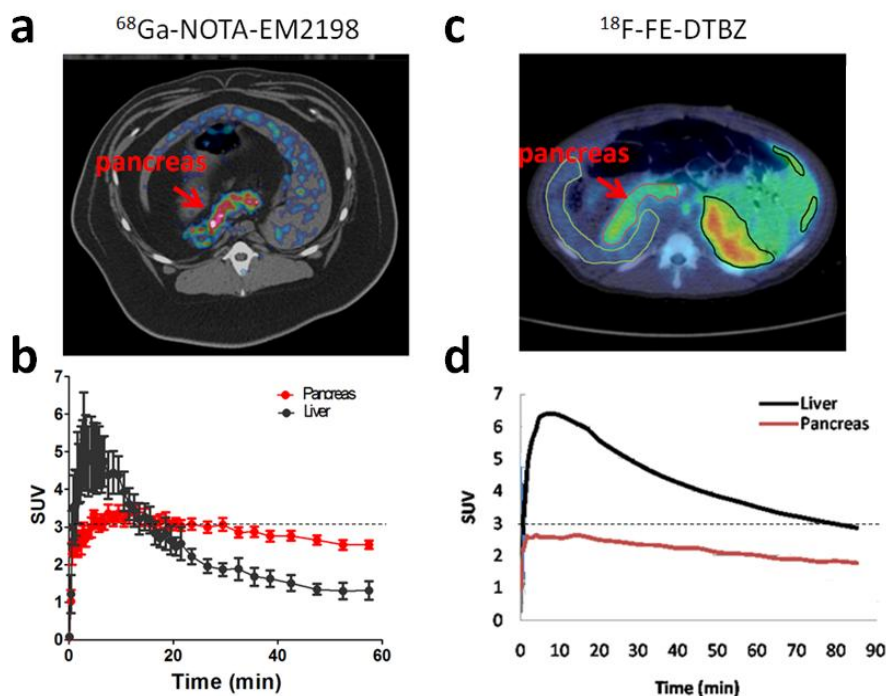 a
⁶⁸Ga-NOTA-EM2198
pancreas
b
7
6
5
4
3
2
1
0
SUV
Pancreas
Liver
0
20
40
60
Time (min)
c
¹⁸F-FE-DTBZ
pancreas
d
7
6
5
4
3
2
1
0
SUV
Liver
Pancreas
0
10
20
30
40
50
60
70
80
90
Time (min)